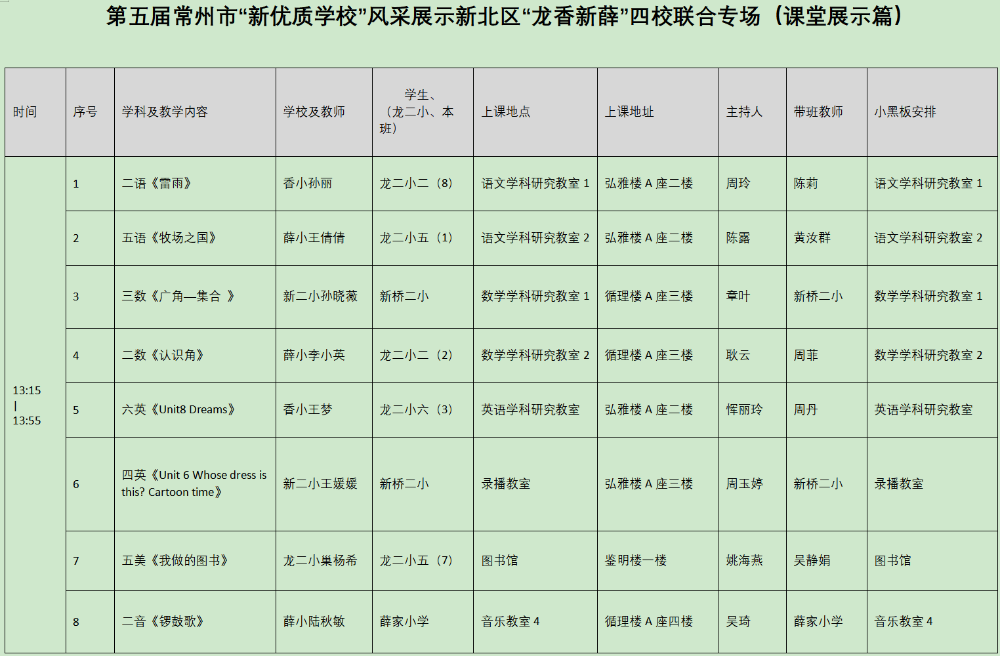 第五届常州市“新优质学校”风采展示新北区“龙香新薛”四校联合专场（课堂展示篇）
时间 序号 学科及教学内容 学校及教师 学生、（龙二小、本班） 上课地点 上课地址 主持人 带班教师 小黑板安排
13:15
|
13:55
1 二语《雷雨》 香小孙丽 龙二小二（8） 语文学科研究教室 1 弘雅楼 A 座二楼 周玲 陈莉 语文学科研究教室 1
2 五语《牧场之国》 薛小王倩倩 龙二小五（1） 语文学科研究教室 2 弘雅楼 A 座二楼 陈露 黄汝群 语文学科研究教室 2
3 三数《广角—集合 》 新二小孙晓薇 新桥二小 数学学科研究教室 1 循理楼 A 座三楼 章叶 新桥二小 数学学科研究教室 1
4 二数《认识角》 薛小李小英 龙二小二（2） 数学学科研究教室 2 循理楼 A 座三楼 耿云 周菲 数学学科研究教室 2
5 六英《Unit8 Dreams》 香小王梦 龙二小六（3） 英语学科研究教室 弘雅楼 A 座二楼 恽丽玲 周丹 英语学科研究教室
6 四英《Unit 6 Whose dress is this? Cartoon time》 新二小王媛媛 新桥二小 录播教室 弘雅楼 A 座三楼 周玉婷 新桥二小 录播教室
7 五美《我做的图书》 龙二小巢杨希 龙二小五（7） 图书馆 鉴明楼一楼 姚海燕 吴静娟 图书馆
8 二音《锣鼓歌》 薛小陆秋敏 薛家小学 音乐教室 4 循理楼 A 座四楼 吴琦 薛家小学 音乐教室 4